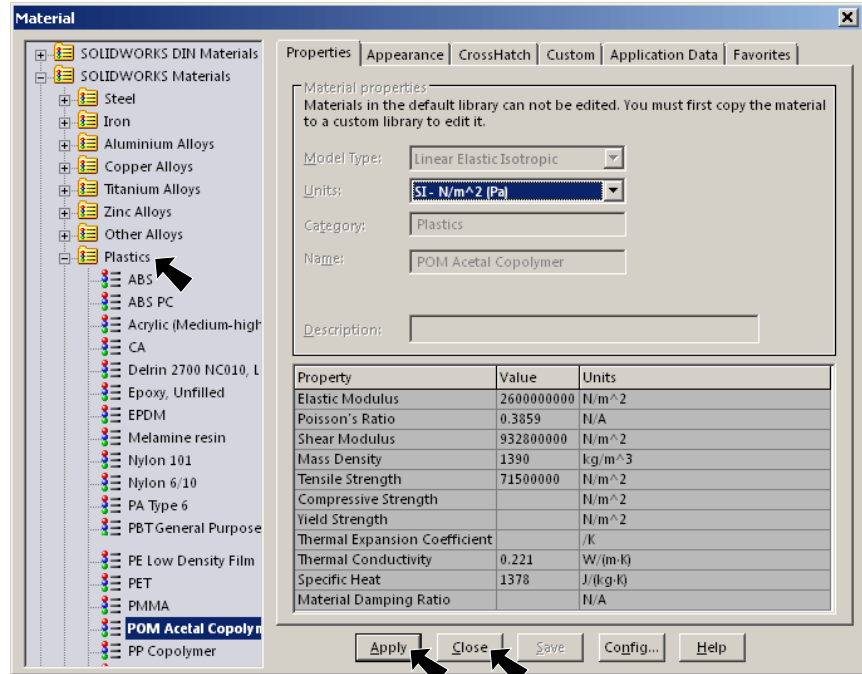 Material
SOLIDWORKS DIN Materials
SOLIDWORKS Materials
Steel
Iron
Aluminium Alloys
Copper Alloys
Titanium Alloys
Zinc Alloys
Other Alloys
Plastics
ABS
ABS PC
Acrylic (Medium-high
CA
Delrin 2700 NC010, L
Epoxy, Unfilled
EPDM
Melamine resin
Nylon 101
Nylon 6/10
PA Type 6
PBT General Purpose
PE Low Density Film
PET
PMMA
POM Acetal Copolym
PP Copolymer
Properties Appearance CrossHatch Custom Application Data Favorites
Material properties
Materials in the default library can not be edited. You must first copy the material
to a custom library to edit it.
Model Type: Linear Elastic Isotropic
Units: SI - N/m^2 (Pa)
Category: Plastics
Name: POM Acetal Copolymer
Description:
Property Value Units
Elastic Modulus 2600000000 N/m^2
Poisson's Ratio 0.3859 N/A
Shear Modulus 932800000 N/m^2
Mass Density 1390 kg/m^3
Tensile Strength 71500000 N/m^2
Compressive Strength N/m^2
Yield Strength N/m^2
Thermal Expansion Coefficient /K
Thermal Conductivity 0.221 W/(m·K)
Specific Heat 1378 J/(kg·K)
Material Damping Ratio N/A
Apply Close Save Config... Help